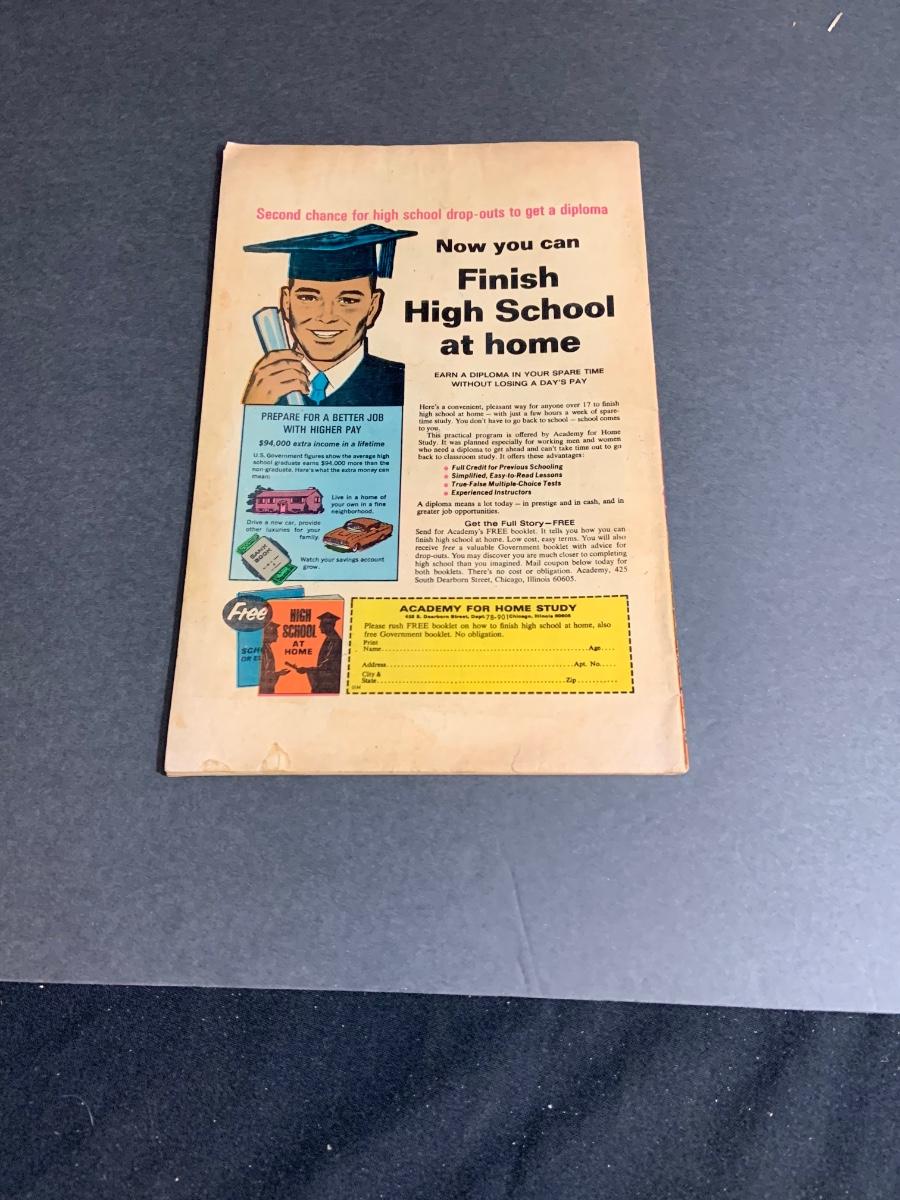 Second chance for high school drop-outs to get a diploma
Now you can
Finish
High School
at home
EARN A DIPLOMA IN YOUR SPARE TIME
WITHOUT LOSING A DAY'S PAY
PREPARE FOR A BETTER JOB
WITH HIGHER PAY
$94,000 extra income in a lifetime
U.S. Government figures show the average high
school graduate earns $94,000 more than the
non-graduate. Here's what the extra money can
mean:
Live in a home of
your own in a fine
neighborhood.
Drive a new car, provide
other luxuries for your
family.
BANK
BOOK
Watch your savings account
grow.
Here's a convenient, pleasant way for anyone over 17 to finish
high school at home – with just a few hours a week of spare-
time study. You don't have to go back to school – school comes
to you.
This practical program is offered by Academy for Home
Study. It was planned especially for working men and women
who need a diploma to get ahead and can't take time out to go
back to classroom study. It offers these advantages:
Full Credit for Previous Schooling
Simplified, Easy-to-Read Lessons
True-False Multiple-Choice Tests
Experienced Instructors
A diploma means a lot today – in prestige and in cash, and in
greater job opportunities.
Get the Full Story—FREE
Send for Academy's FREE booklet. It tells you how you can
finish high school at home. Low cost, easy terms. You will also
receive free a valuable Government booklet with advice for
drop-outs. You may discover you are much closer to completing
high school than you imagined. Mail coupon below today for
both booklets. There's no cost or obligation. Academy, 425
South Dearborn Street, Chicago, Illinois 60605.
Free
SCH
OR EL
HIGH
SCHOOL
AT
HOME
ACADEMY FOR HOME STUDY
425 S. Dearborn Street, Dept. 78-901 Chicago, Illinois 60605
Please rush FREE booklet on how to finish high school at home, also
free Government booklet. No obligation.
Print
Name Age
Address Apt. No.
City &
State Zip